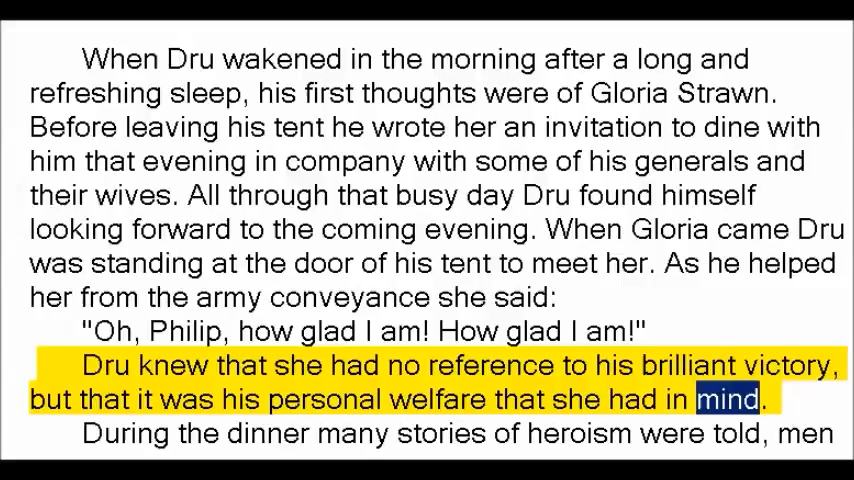 When Dru wakened in the morning after a long and
refreshing sleep, his first thoughts were of Gloria Strawn.
Before leaving his tent he wrote her an invitation to dine with
him that evening in company with some of his generals and
their wives. All through that busy day Dru found himself
looking forward to the coming evening. When Gloria came Dru
was standing at the door of his tent to meet her. As he helped
her from the army conveyance she said:
"Oh, Philip, how glad I am! How glad I am!"
Dru knew that she had no reference to his brilliant victory,
but that it was his personal welfare that she had in mind.
During the dinner many stories of heroism were told, men